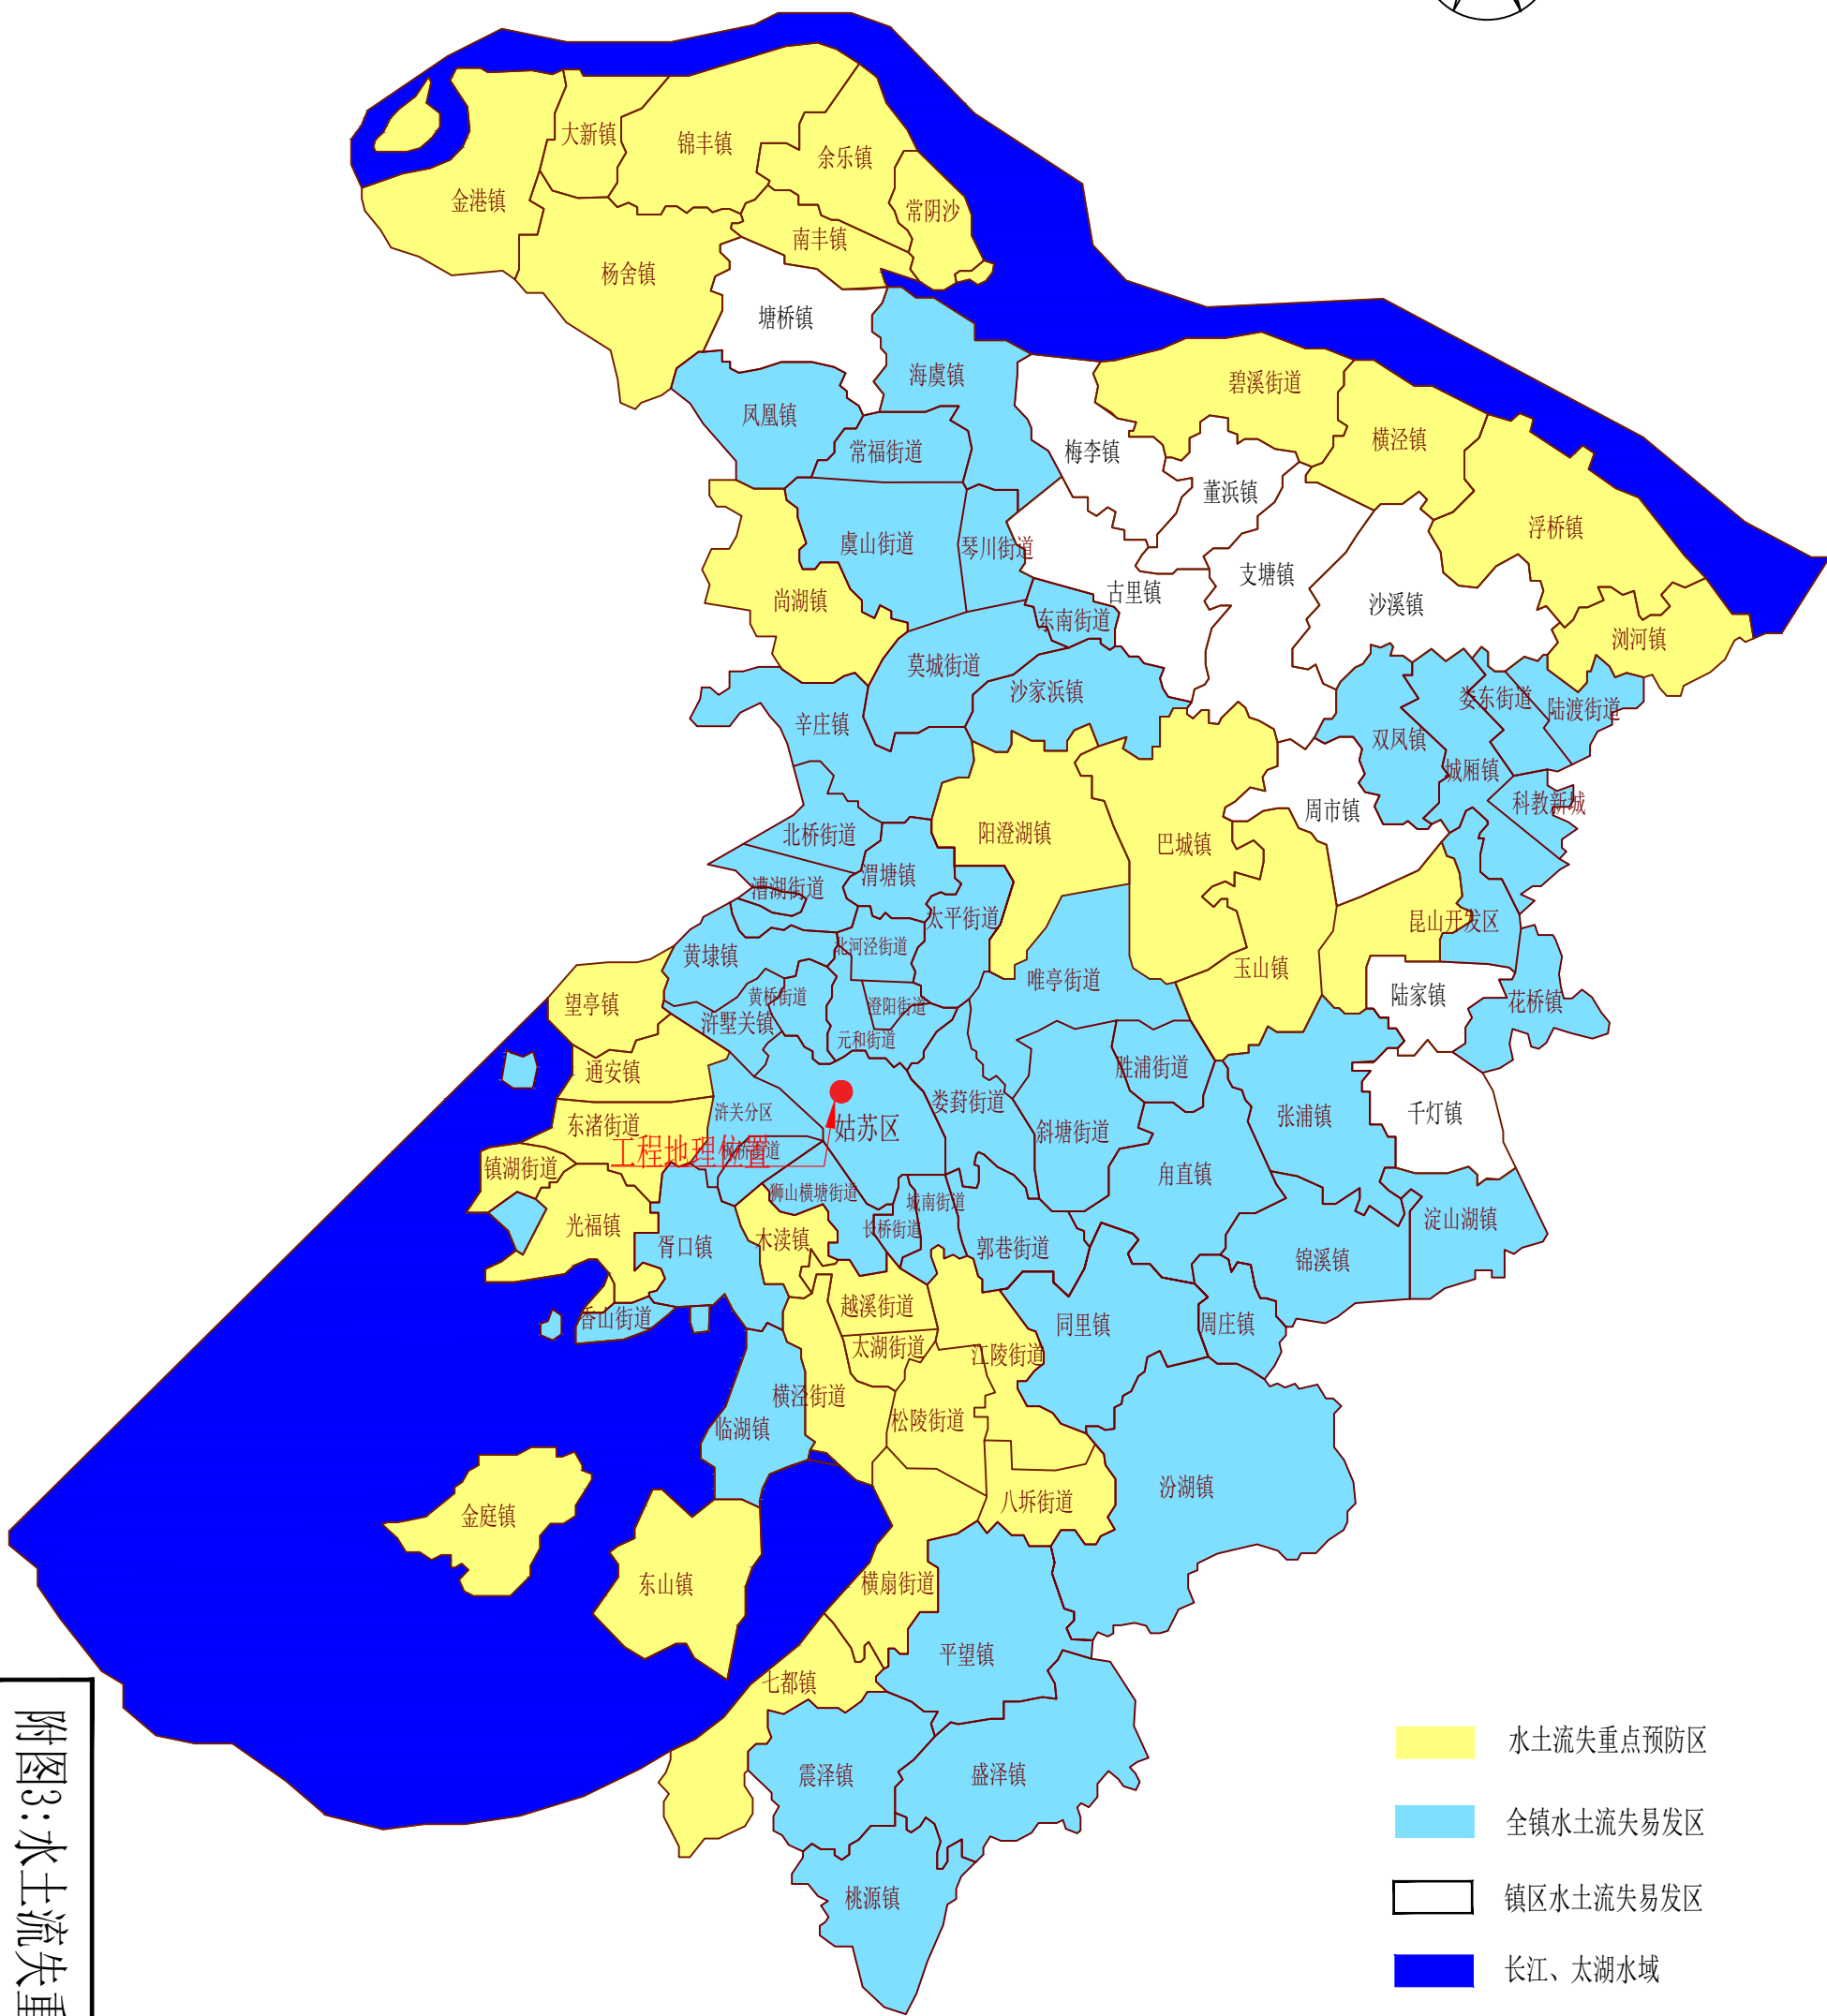 大新镇
锦丰镇
余乐镇
金港镇
常阴沙
南丰镇
杨舍镇
塘桥镇
海虞镇
碧溪街道
凤凰镇
常福街道
梅李镇
横泾镇
董浜镇
虞山街道
琴川街道
浮桥镇
支塘镇
尚湖镇
古里镇
沙溪镇
东南街道
浏河镇
莫城街道
沙家浜镇
娄东街道
陆渡街道
辛庄镇
双凤镇
城厢镇
科教新城
周市镇
北桥街道
阳澄湖镇
巴城镇
渭塘镇
漕湖街道
太平街道
昆山开发区
黄埭镇
北河泾街道
唯亭街道
玉山镇
望亭镇
黄桥街道
澄阳街道
陆家镇
花桥镇
浒墅关镇
元和街道
通安镇
胜浦街道
娄葑街道
浒关分区
张浦镇
千灯镇
东渚街道
姑苏区
斜塘街道
工程地理位置
枫桥街道
镇湖街道
甪直镇
狮山横塘街道
城南街道
光福镇
长桥街道
淀山湖镇
胥口镇
木渎镇
郭巷街道
锦溪镇
香山街道
越溪街道
同里镇
周庄镇
太湖街道
江陵街道
横泾街道
临湖镇
松陵街道
汾湖镇
八坼街道
金庭镇
东山镇
横扇街道
平望镇
七都镇
震泽镇
盛泽镇
桃源镇
水土流失重点预防区
全镇水土流失易发区
镇区水土流失易发区
长江、太湖水域
附图3:水土流失重